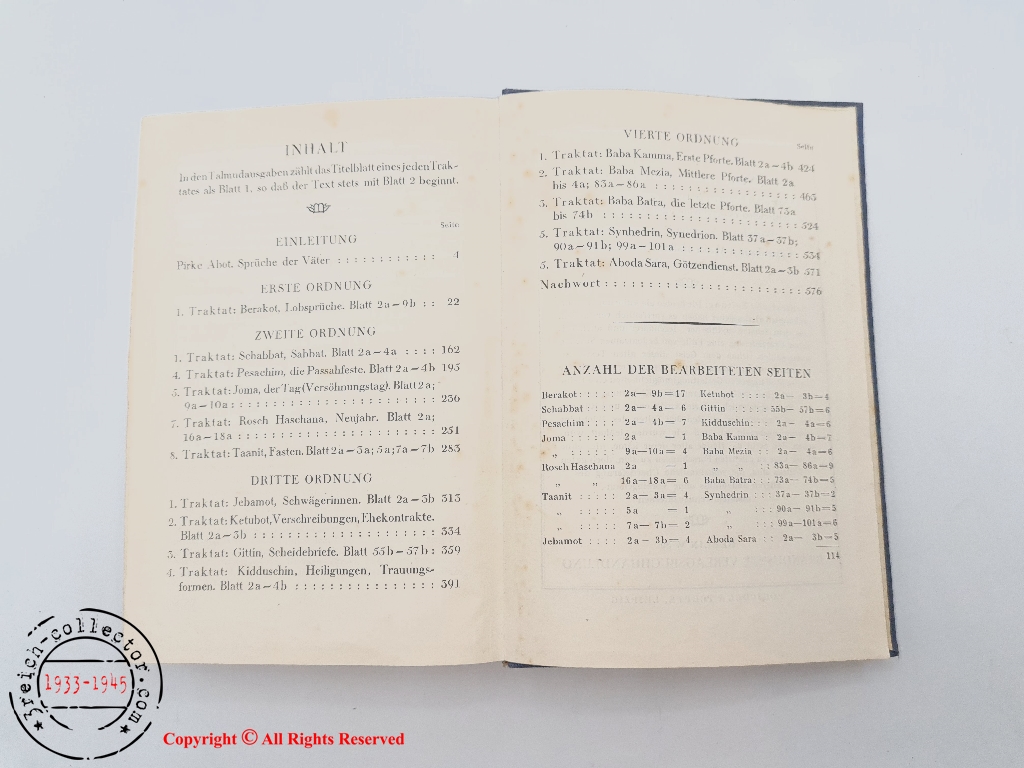 INHALT
In den Talmudausgaben zählt das Titelblatt eines jeden Trak-
tates als Blatt 1, so daß der Text stets mit Blatt 2 beginnt.
Seite
EINLEITUNG
Pirke Abot. Sprüche der Väter : : : : : : : : : : : : 4
ERSTE ORDNUNG
1. Traktat: Berakot, Lobsprüche. Blatt 2a—9b : : 22
ZWEITE ORDNUNG
1. Traktat: Schabbat, Sabbat. Blatt 2a—4a : : : : 162
4. Traktat: Pesachim, die Passahfeste. Blatt 2a—4b 195
5. Traktat: Joma, der Tag (Versöhnungstag). Blatt 2a;
9a—10a : : : : : : : : : : : : : : : : : : : : : : : 236
7. Traktat: Rosch Haschana, Neujahr. Blatt 2a;
16a—18a : : : : : : : : : : : : : : : : : : : : : : 251
8. Traktat: Taanit, Fasten. Blatt 2a—3a; 5a; 7a—7b 283
DRITTE ORDNUNG
1. Traktat: Jebamot, Schwägerinnen. Blatt 2a—3b 313
2. Traktat: Ketubot, Verschreibungen, Ehekontrakte.
Blatt 2a—3b : : : : : : : : : : : : : : : : : : : : 334
3. Traktat: Gittin, Scheidebriefe. Blatt 55b—57b : 359
4. Traktat: Kidduschin, Heiligungen, Trauungs-
formen. Blatt 2a—4b : : : : : : : : : : : : : : : 391
VIERTE ORDNUNG
Seite
1. Traktat: Baba Kamma, Erste Pforte. Blatt 2a—4b 424
2. Traktat: Baba Mezia, Mittlere Pforte. Blatt 2a
bis 4a; 83a—86a : : : : : : : : : : : : : : : : : : 465
3. Traktat: Baba Batra, die letzte Pforte. Blatt 73a
bis 74b : : : : : : : : : : : : : : : : : : : : : : : 524
5. Traktat: Synhedrin, Synedrion. Blatt 37a—37b;
90a—91b; 99a—101a : : : : : : : : : : : : : : : 534
5. Traktat: Aboda Sara, Götzendienst. Blatt 2a—3b 571
Nachwort : : : : : : : : : : : : : : : : : : : : : : : 576
ANZAHL DER BEARBEITETEN SEITEN
Berakot : : : : : 2a— 9b = 17 Ketubot : : : 2a— 3b = 4
Schabbat : : : : 2a— 4a — 6 Gittin : : : : 55b— 57b = 6
Pesachim : : : : 2a— 4b — 7 Kidduschin : : 2a— 4a = 6
Joma : : : : : : 2a — 1 Baba Kamma : 2a— 4b = 7
„ : : : : : : 9a—10a = 4 Baba Mezia : : 2a— 4a = 6
Rosch Haschana 2a — 1 „ „ : : 83a— 86a = 9
„ „ 16a—18a = 6 Baba Batra : : 73a— 74b = 5
Taanit : : : : : 2a— 3a = 4 Synhedrin : : : 37a— 37b = 2
„ : : : : : 5a — 1 „ : : : 90a— 91b = 5
„ : : : : : 7a— 7b — 2 „ : : : 99a—101a = 6
Jebamot : : : : : 2a— 3b — 4 Aboda Sara : : 2a— 3b = 5
114
3reich-collector.com
1933-1945
Copyright © All Rights Reserved